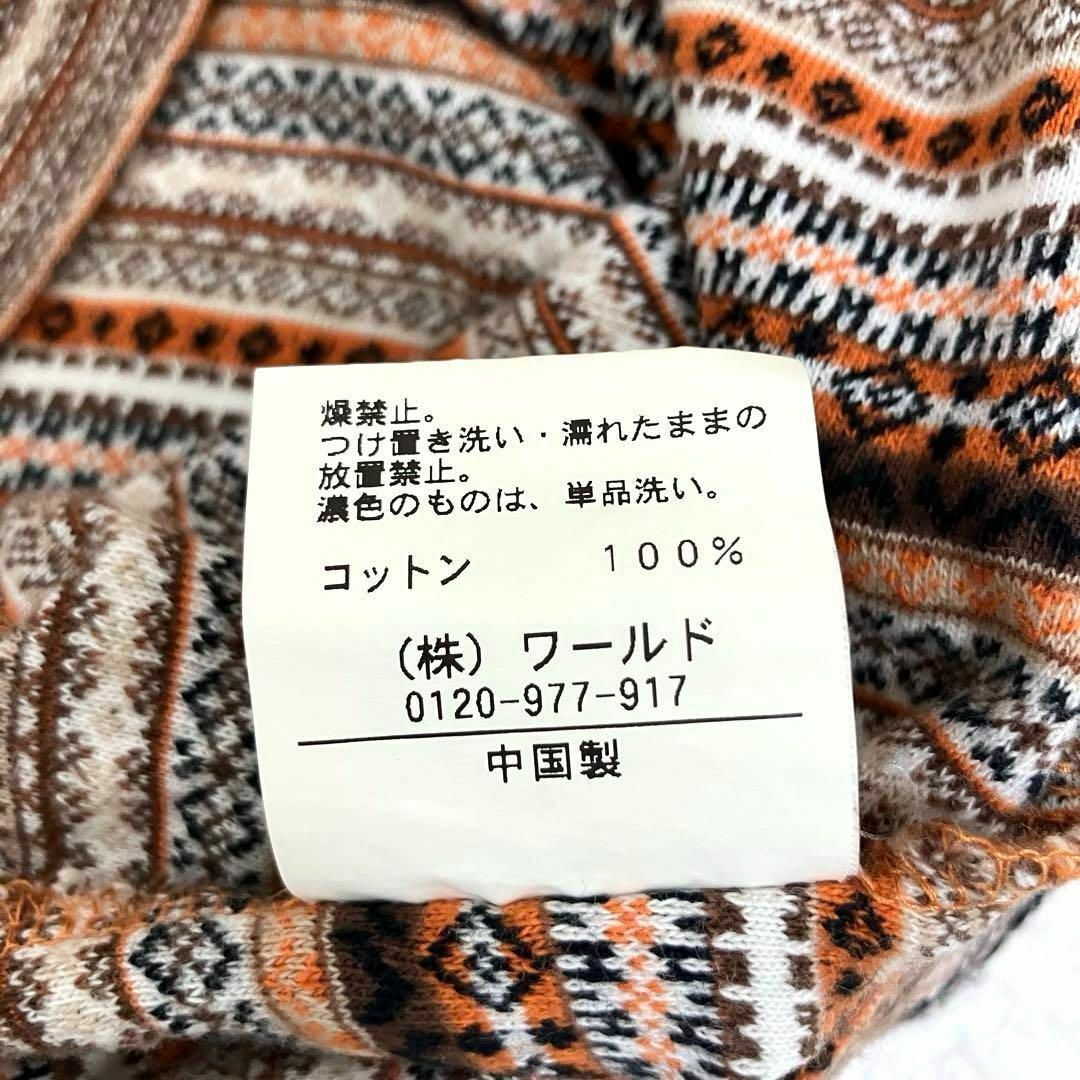 燥禁止。
つけ置き洗い・濡れたままの
放置禁止。
濃色のものは、単品洗い。
コットン 100%
(株) ワールド
0120-977-917
中国製